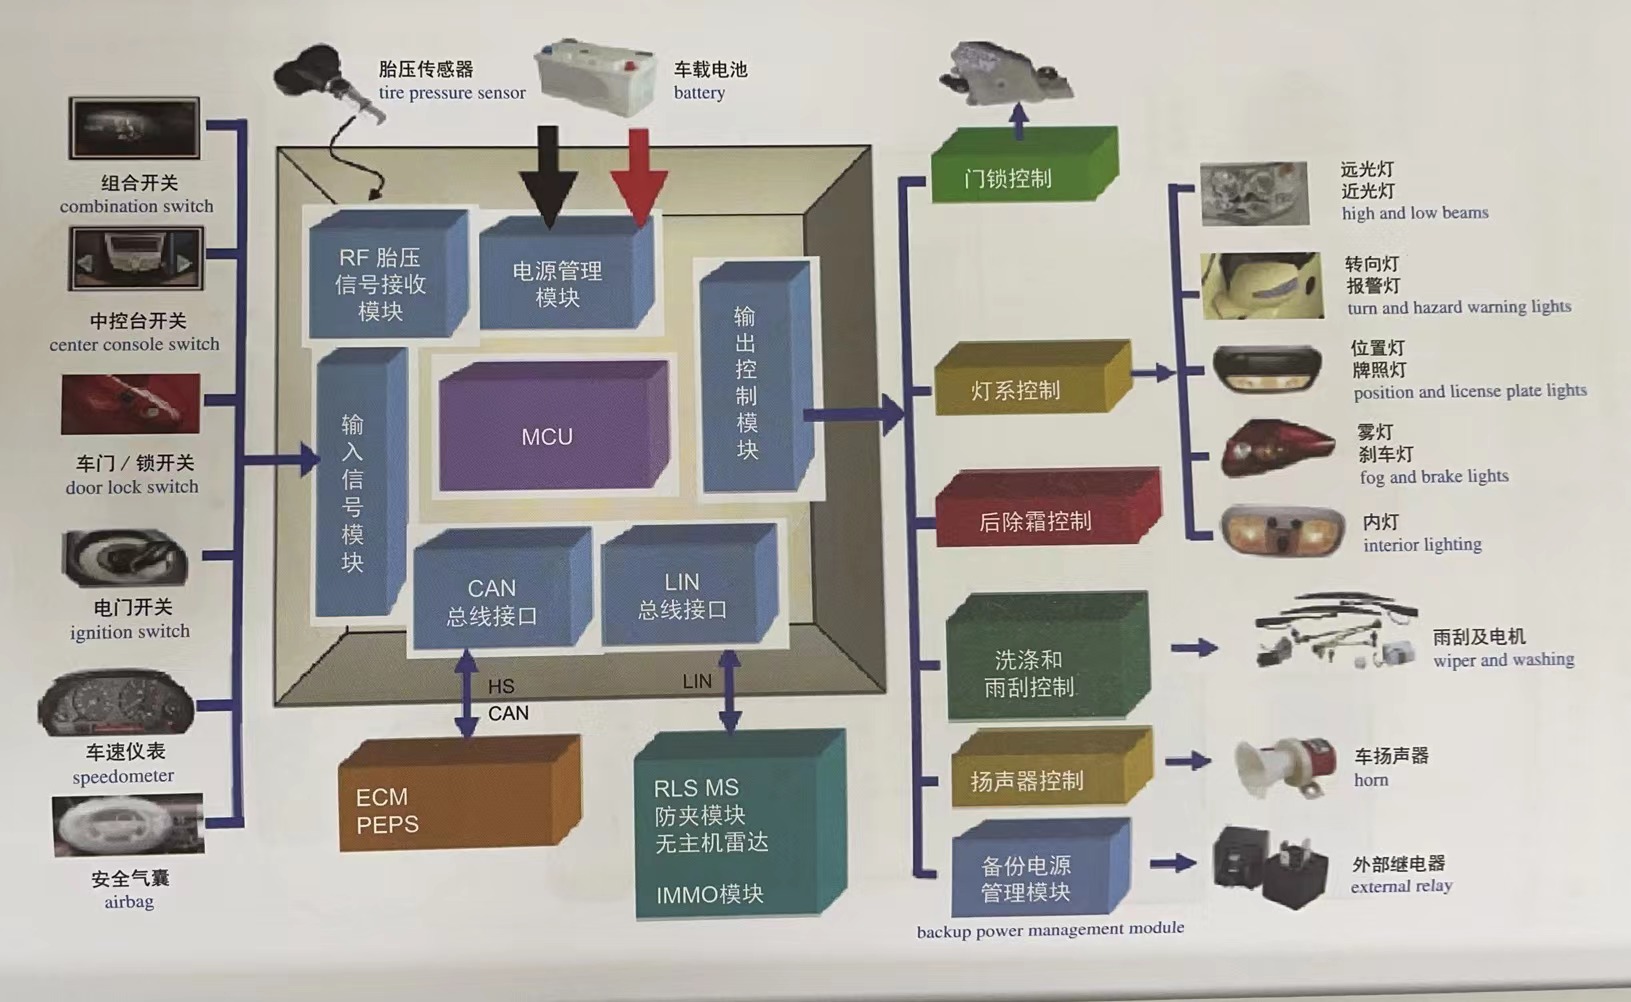 胎压传感器
tire pressure sensor
车载电池
battery
组合开关
combination switch
中控台开关
center console switch
车门／锁开关
door lock switch
电门开关
ignition switch
车速仪表
speedometer
安全气囊
airbag
RF 胎压
信号接收
模块
电源管理
模块
输入信号模块
MCU
输出控制模块
CAN
总线接口
LIN
总线接口
HS
CAN
LIN
ECM
PEPS
RLS MS
防夹模块
无主机雷达
IMMO模块
门锁控制
灯系控制
后除霜控制
洗涤和
雨刮控制
扬声器控制
备份电源
管理模块
backup power management module
远光灯
近光灯
high and low beams
转向灯
报警灯
turn and hazard warning lights
位置灯
牌照灯
position and license plate lights
雾灯
刹车灯
fog and brake lights
内灯
interior lighting
雨刮及电机
wiper and washing
车扬声器
horn
外部继电器
external relay